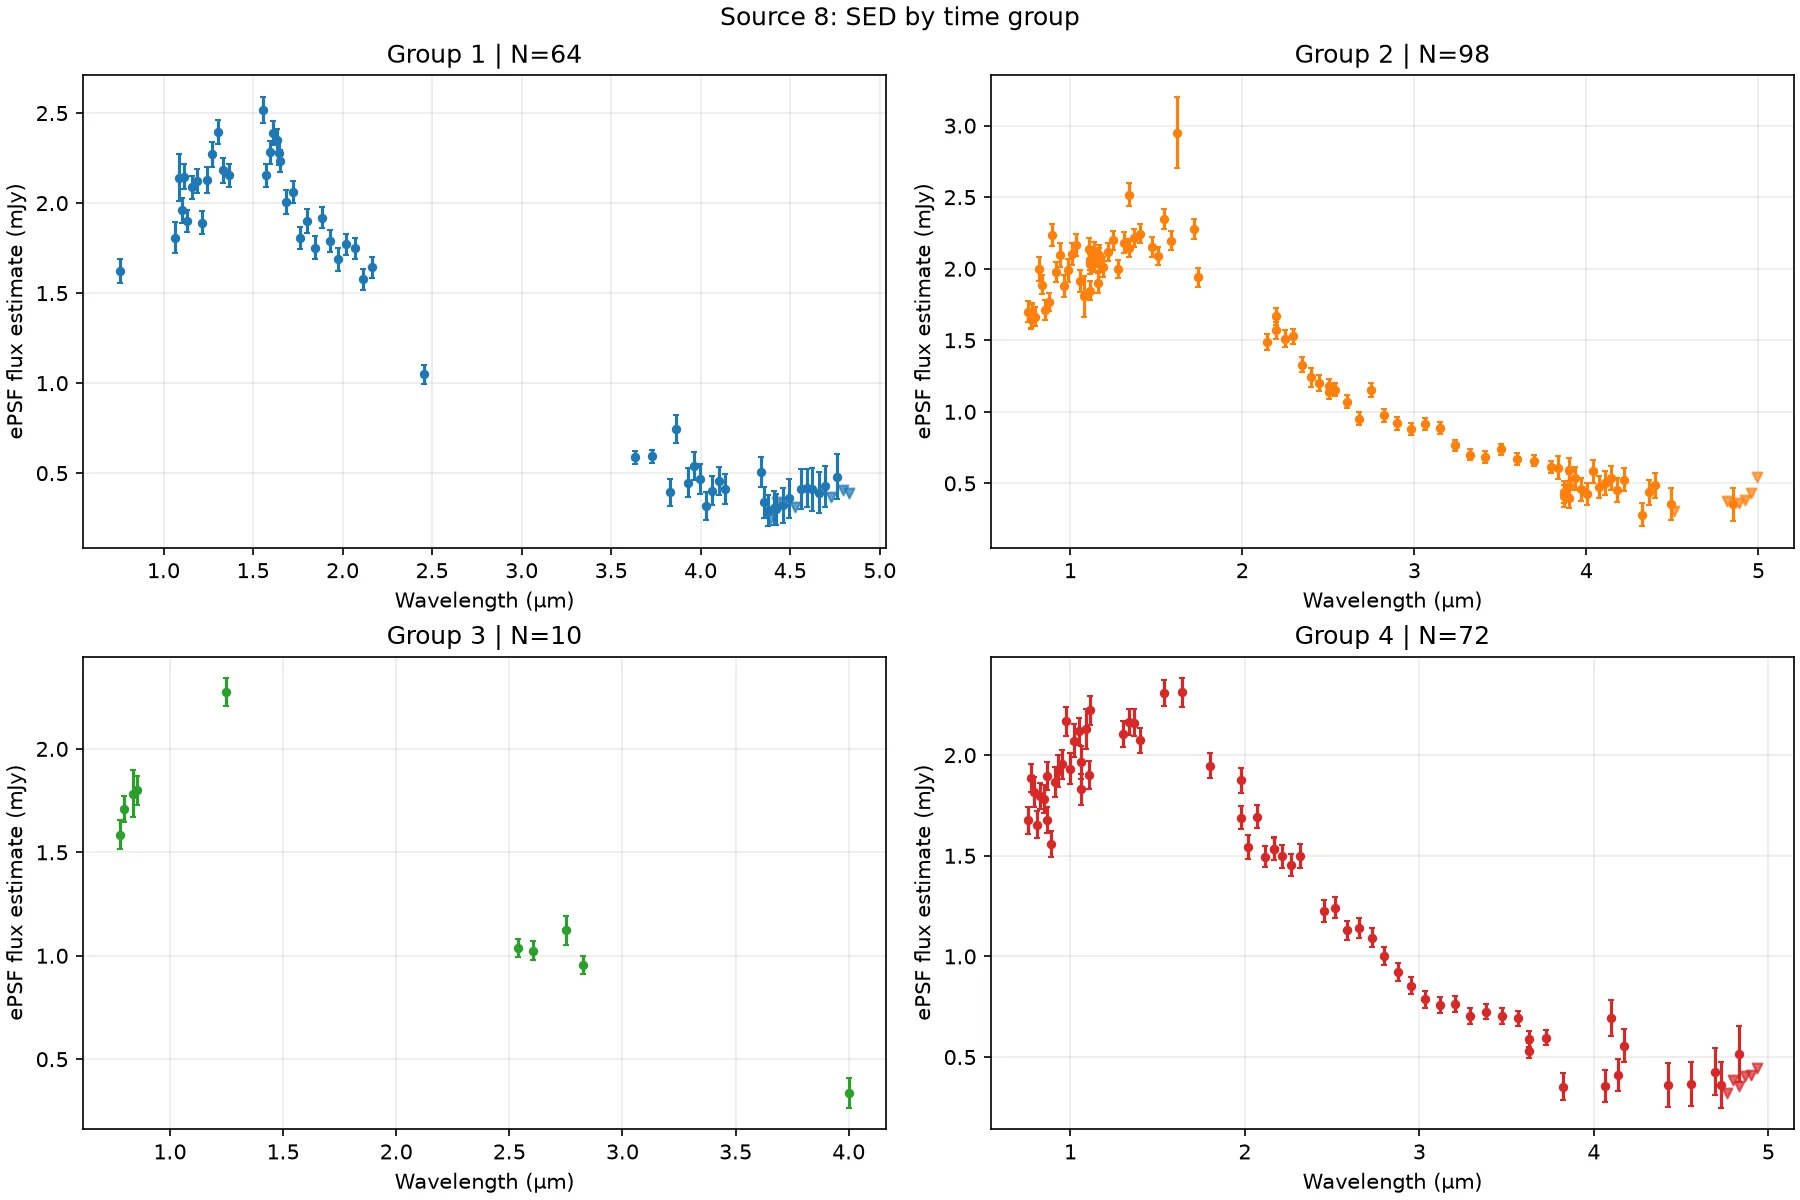 Source 8: SED by time group
Group 1 | N=64
ePSF flux estimate (mJy)
2.5
2.0
1.5
1.0
0.5
1.0 1.5 2.0 2.5 3.0 3.5 4.0 4.5 5.0
Wavelength (μm)
Group 2 | N=98
ePSF flux estimate (mJy)
3.0
2.5
2.0
1.5
1.0
0.5
1 2 3 4 5
Wavelength (μm)
Group 3 | N=10
ePSF flux estimate (mJy)
2.0
1.5
1.0
0.5
1.0 1.5 2.0 2.5 3.0 3.5 4.0
Wavelength (μm)
Group 4 | N=72
ePSF flux estimate (mJy)
2.0
1.5
1.0
0.5
1 2 3 4 5
Wavelength (μm)